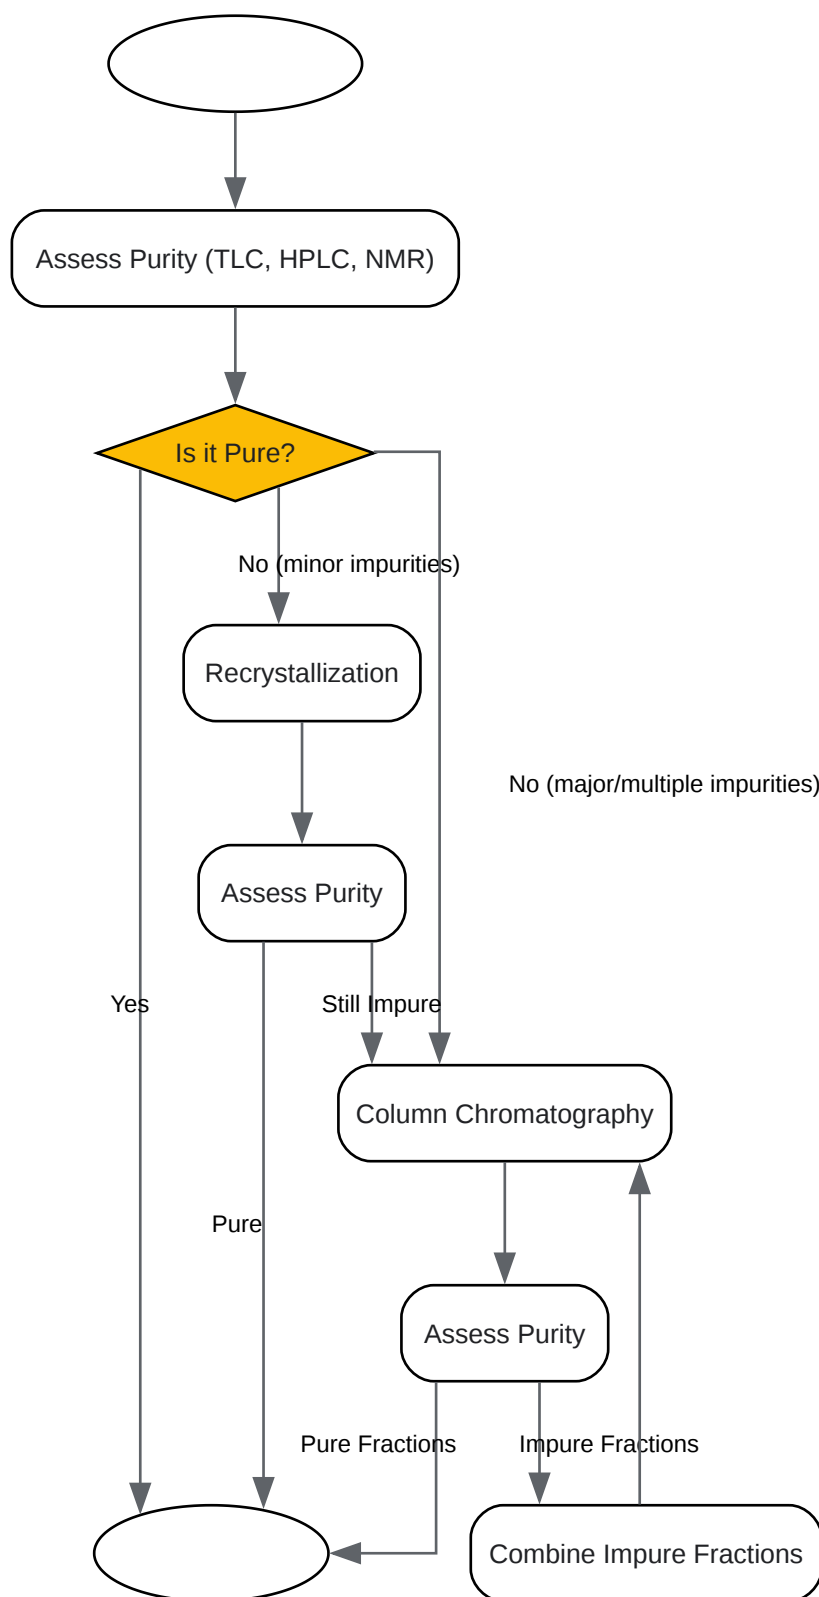 Assess Purity (TLC, HPLC, NMR)
Is it Pure?
No (minor impurities)
Recrystallization
No (major/multiple impurities)
Assess Purity
Yes
Still Impure
Column Chromatography
Pure
Assess Purity
Pure Fractions
Impure Fractions
Combine Impure Fractions